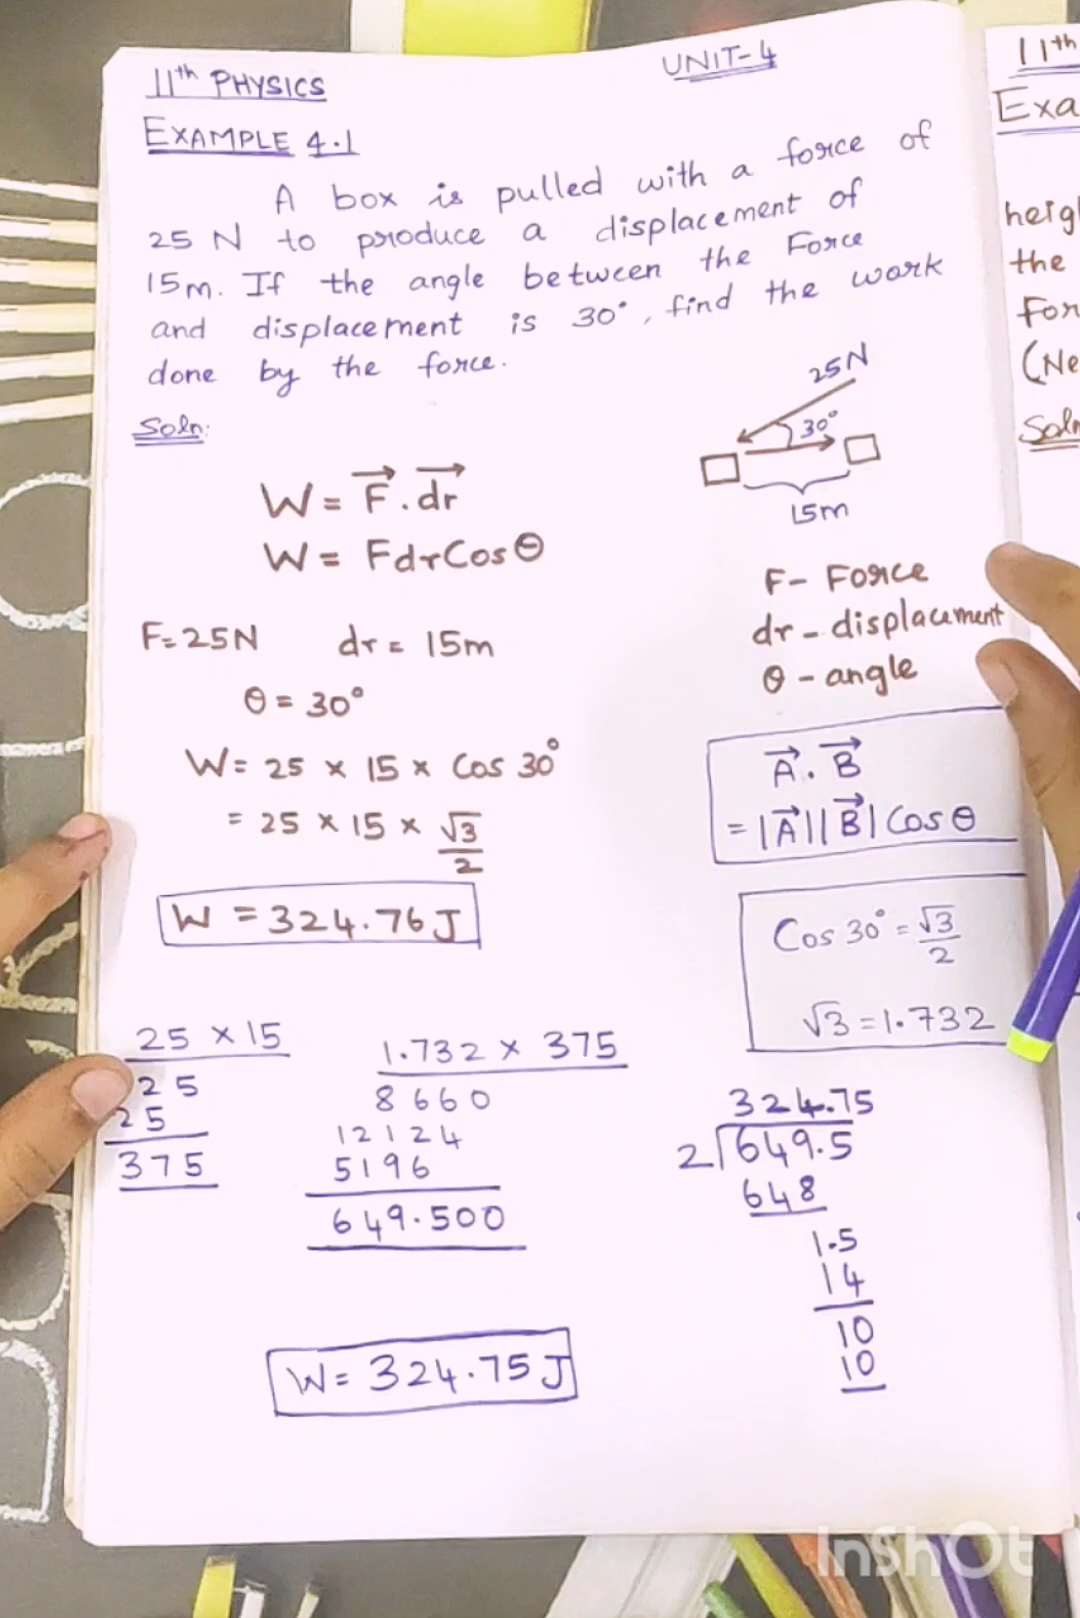 11th PHYSICS
UNIT-4
EXAMPLE 4.1
A box is pulled with a force of
25 N to produce a displacement of
15m. If the angle between the Force
and displacement is 30°, find the work
done by the force.
Soln:
25N
30°
15m
W = F⃗ . dr⃗
W = FdrCosθ
F - Force
dr - displacement
θ - angle
F = 25N dr = 15m
θ = 30°
W = 25 × 15 × Cos 30°
= 25 × 15 × √3/2
W = 324.76 J
A⃗ . B⃗
= |A⃗||B⃗| Cosθ
Cos 30° = √3/2
√3 = 1.732
25 × 15
25
25
375
1.732 × 375
8660
12124
5196
649.500
324.75
2 649.5
648
1.5
14
10
10
W = 324.75 J
11th
Exa
heig
the
For
(Ne
Soln
InShOt